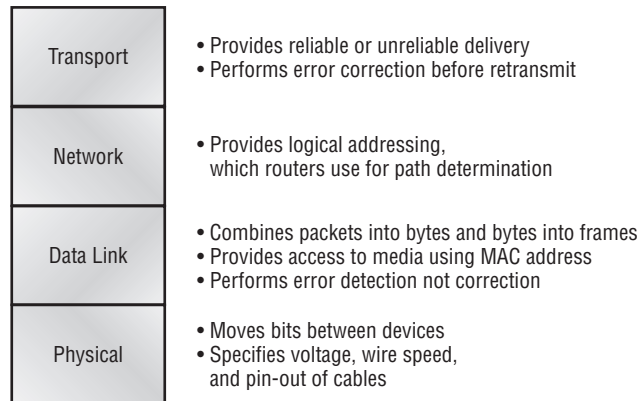 Transport
• Provides reliable or unreliable delivery
• Performs error correction before retransmit
Network
• Provides logical addressing,
which routers use for path determination
Data Link
• Combines packets into bytes and bytes into frames
• Provides access to media using MAC address
• Performs error detection not correction
Physical
• Moves bits between devices
• Specifies voltage, wire speed,
and pin-out of cables